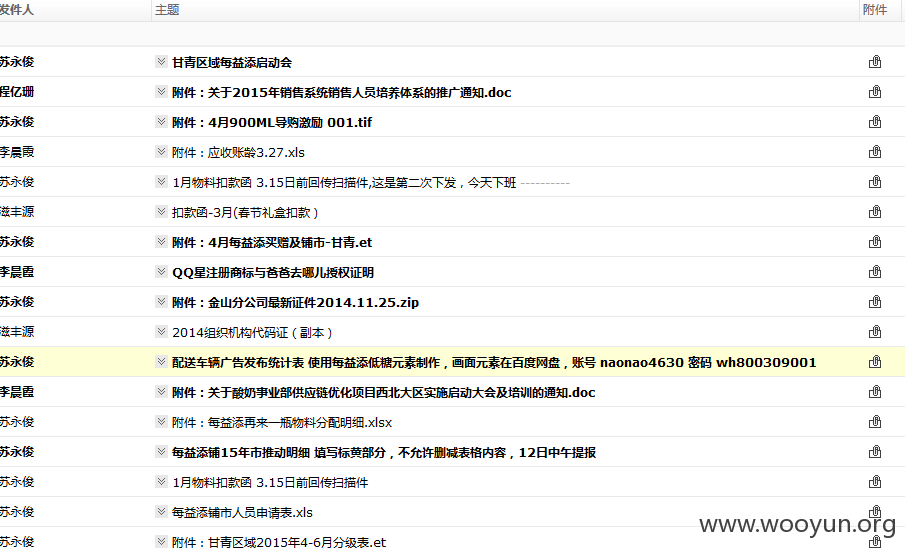 发件人 主题 附件
苏永俊 甘青区域每益添启动会
程亿珊 附件：关于2015年销售系统销售人员培养体系的推广通知.doc
苏永俊 附件：4月900ML导购激励 001.tif
李晨霞 附件：应收账龄3.27.xls
苏永俊 1月物料扣款函 3.15日前回传扫描件,这是第二次下发，今天下班 ----------
滋丰源 扣款函-3月(春节礼盒扣款）
苏永俊 附件：4月每益添买赠及铺市-甘青.et
李晨霞 QQ星注册商标与爸爸去哪儿授权证明
苏永俊 附件：金山分公司最新证件2014.11.25.zip
滋丰源 2014组织机构代码证（副本）
苏永俊 配送车辆广告发布统计表 使用每益添低糖元素制作，画面元素在百度网盘，账号 naonao4630 密码 wh800309001
李晨霞 附件：关于酸奶事业部供应链优化项目西北大区实施启动大会及培训的通知.doc
苏永俊 附件：每益添再来一瓶物料分配明细.xlsx
苏永俊 每益添铺15年市推动明细 填写标黄部分，不允许删减表格内容，12日中午提报
苏永俊 1月物料扣款函 3.15日前回传扫描件
苏永俊 每益添铺市人员申请表.xls
苏永俊 附件：甘青区域2015年4-6月分级表.et
www.wooyun.org